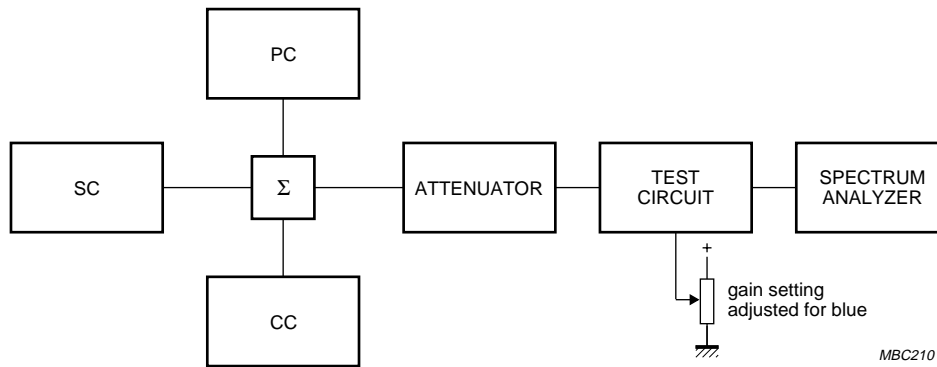 PC
SC
Σ
ATTENUATOR
TEST
CIRCUIT
SPECTRUM
ANALYZER
CC
+
gain setting
adjusted for blue
MBC210